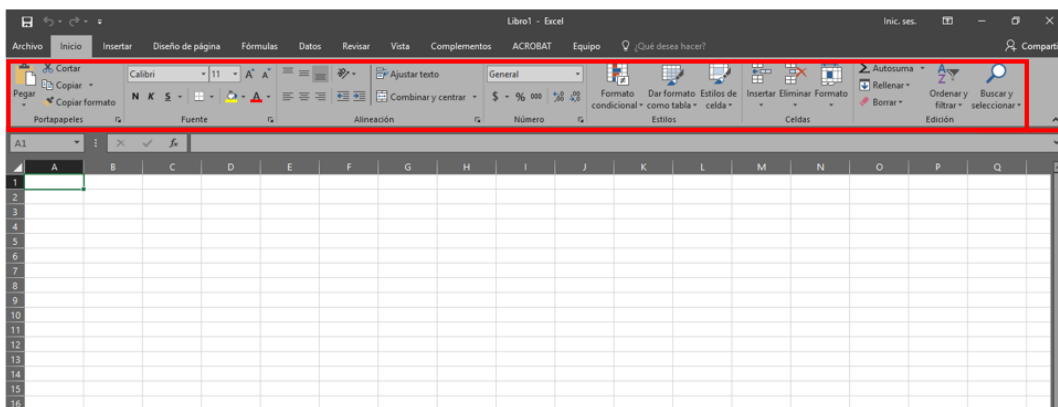 Libro1 - Excel
Inic. ses.
Archivo Inicio Insertar Diseño de página Fórmulas Datos Revisar Vista Complementos ACROBAT Equipo ¿Qué desea hacer? Comparti
Pegar
Cortar
Copiar
Copiar formato
Portapapeles
Calibri 11 A A
N K S A
Fuente
Ajustar texto
Combinar y centrar
Alineación
General
$ % 000
Número
Formato condicional
Dar formato como tabla
Estilos de celda
Estilos
Insertar Eliminar Formato
Celdas
Autosuma
Rellenar
Borrar
Ordenar y filtrar
Buscar y seleccionar
Edición
A1 fx
A B C D E F G H I J K L M N O P Q
1
2
3
4
5
6
7
8
9
10
11
12
13
14
15
16